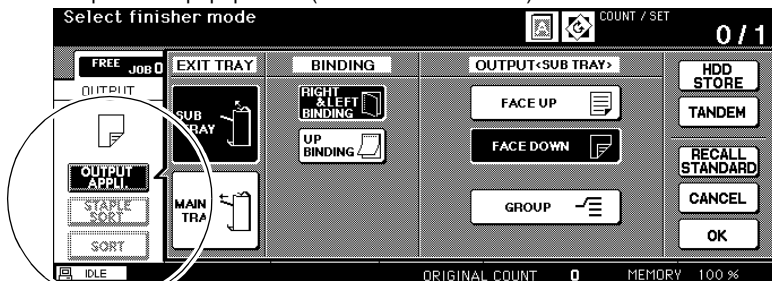 Select finisher mode
COUNT / SET
0 / 1
FREE JOB 0
OUTPUT
OUTPUT
APPLI.
STAPLE
SORT
SORT
EXIT TRAY
SUB
TRAY
MAIN
TRA
BINDING
RIGHT
&LEFT
BINDING
UP
BINDING
OUTPUT<SUB TRAY>
FACE UP
FACE DOWN
GROUP
HDD
STORE
TANDEM
RECALL
STANDARD
CANCEL
OK
IDLE
ORIGINAL COUNT 0 MEMORY 100 %